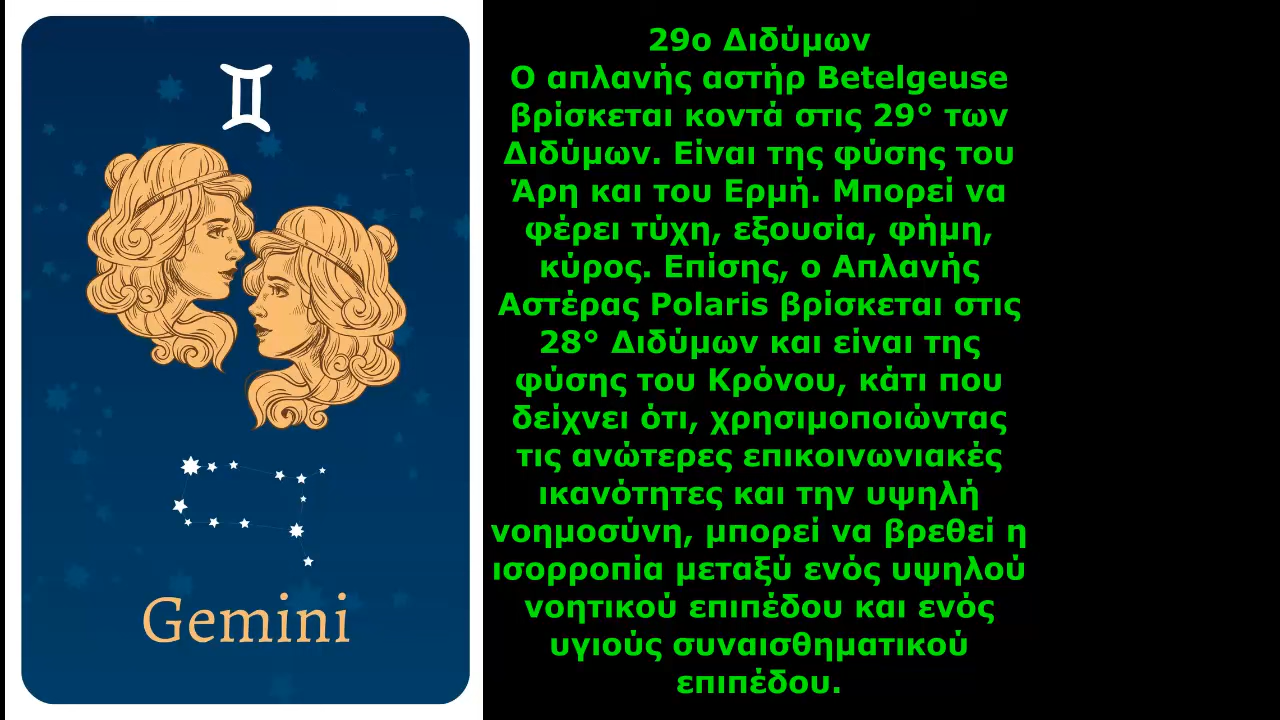 Gemini
29ο Διδύμων
Ο απλανής αστήρ Betelgeuse
βρίσκεται κοντά στις 29° των
Διδύμων. Είναι της φύσης του
Άρη και του Ερμή. Μπορεί να
φέρει τύχη, εξουσία, φήμη,
κύρος. Επίσης, ο Απλανής
Αστέρας Polaris βρίσκεται στις
28° Διδύμων και είναι της
φύσης του Κρόνου, κάτι που
δείχνει ότι, χρησιμοποιώντας
τις ανώτερες επικοινωνιακές
ικανότητες και την υψηλή
νοημοσύνη, μπορεί να βρεθεί η
ισορροπία μεταξύ ενός υψηλού
νοητικού επιπέδου και ενός
υγιούς συναισθηματικού
επιπέδου.